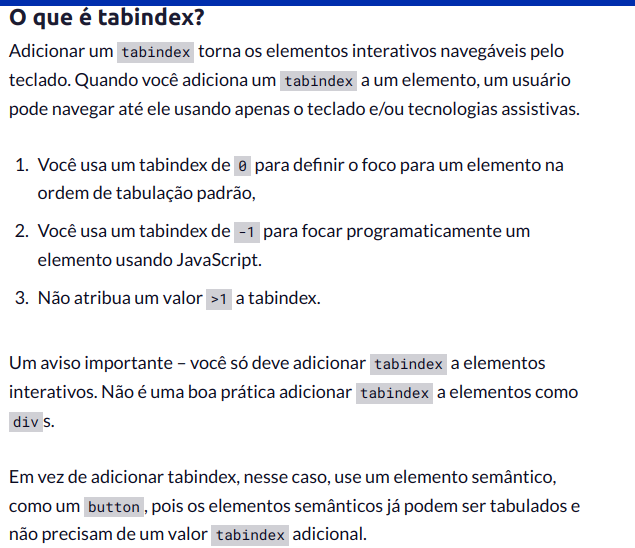 O que é tabindex?
Adicionar um tabindex torna os elementos interativos navegáveis pelo
teclado. Quando você adiciona um tabindex a um elemento, um usuário
pode navegar até ele usando apenas o teclado e/ou tecnologias assistivas.
1. Você usa um tabindex de 0 para definir o foco para um elemento na
ordem de tabulação padrão,
2. Você usa um tabindex de -1 para focar programaticamente um
elemento usando JavaScript.
3. Não atribua um valor >1 a tabindex.
Um aviso importante – você só deve adicionar tabindex a elementos
interativos. Não é uma boa prática adicionar tabindex a elementos como
divs.
Em vez de adicionar tabindex, nesse caso, use um elemento semântico,
como um button, pois os elementos semânticos já podem ser tabulados e
não precisam de um valor tabindex adicional.